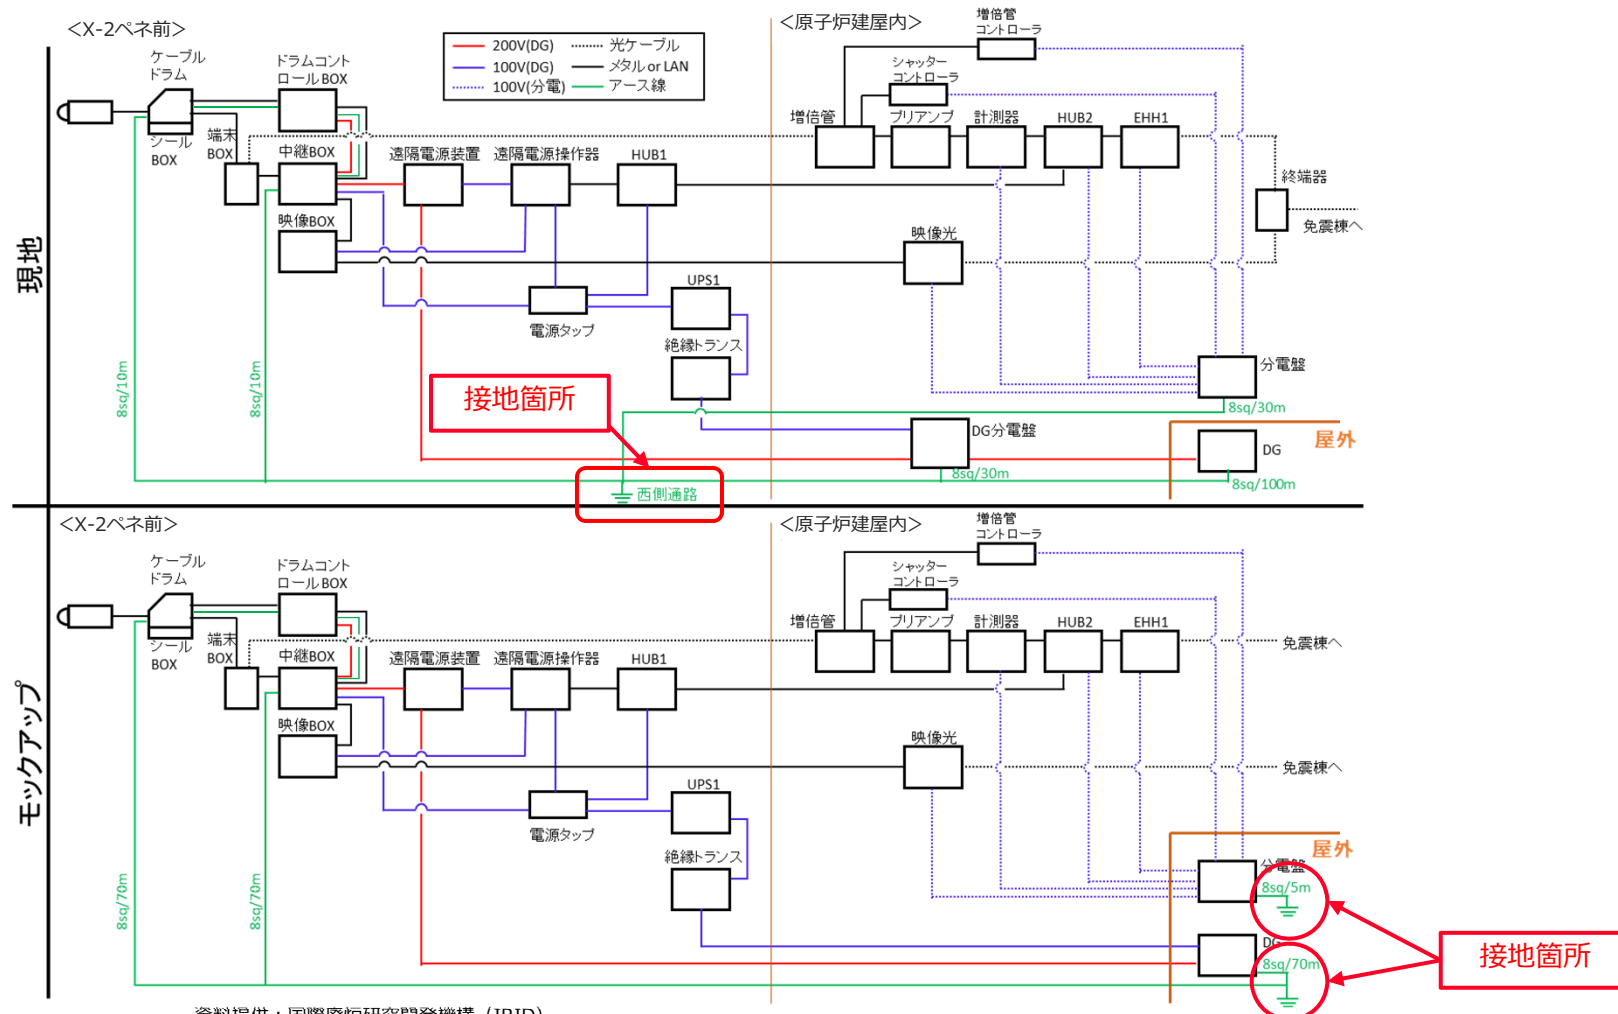 <X-2ペネ前>
<原子炉建屋内>
200V(DG)
100V(DG)
100V(分電)
光ケーブル
メタル or LAN
アース線
現地
ケーブル
ドラム
シール
BOX
ドラムコント
ロールBOX
端末
BOX
中継BOX
映像BOX
遠隔電源装置
遠隔電源操作器
HUB1
電源タップ
UPS1
絶縁トランス
増倍管
コントローラ
シャッター
コントローラ
増倍管
プリアンプ
計測器
HUB2
EHH1
終端器
免震棟へ
映像光
分電盤
8sq/30m
屋外
DG分電盤
8sq/30m
DG
8sq/100m
8sq/10m
8sq/10m
接地箇所
西側通路
モックアップ
<X-2ペネ前>
<原子炉建屋内>
ケーブル
ドラム
シール
BOX
ドラムコント
ロールBOX
端末
BOX
中継BOX
映像BOX
遠隔電源装置
遠隔電源操作器
HUB1
電源タップ
UPS1
絶縁トランス
増倍管
コントローラ
シャッター
コントローラ
増倍管
プリアンプ
計測器
HUB2
EHH1
免震棟へ
映像光
免震棟へ
屋外
分電盤
8sq/5m
DG
8sq/70m
8sq/70m
8sq/70m
接地箇所
資料提供：国際廃炉研究開発機構（IRID）